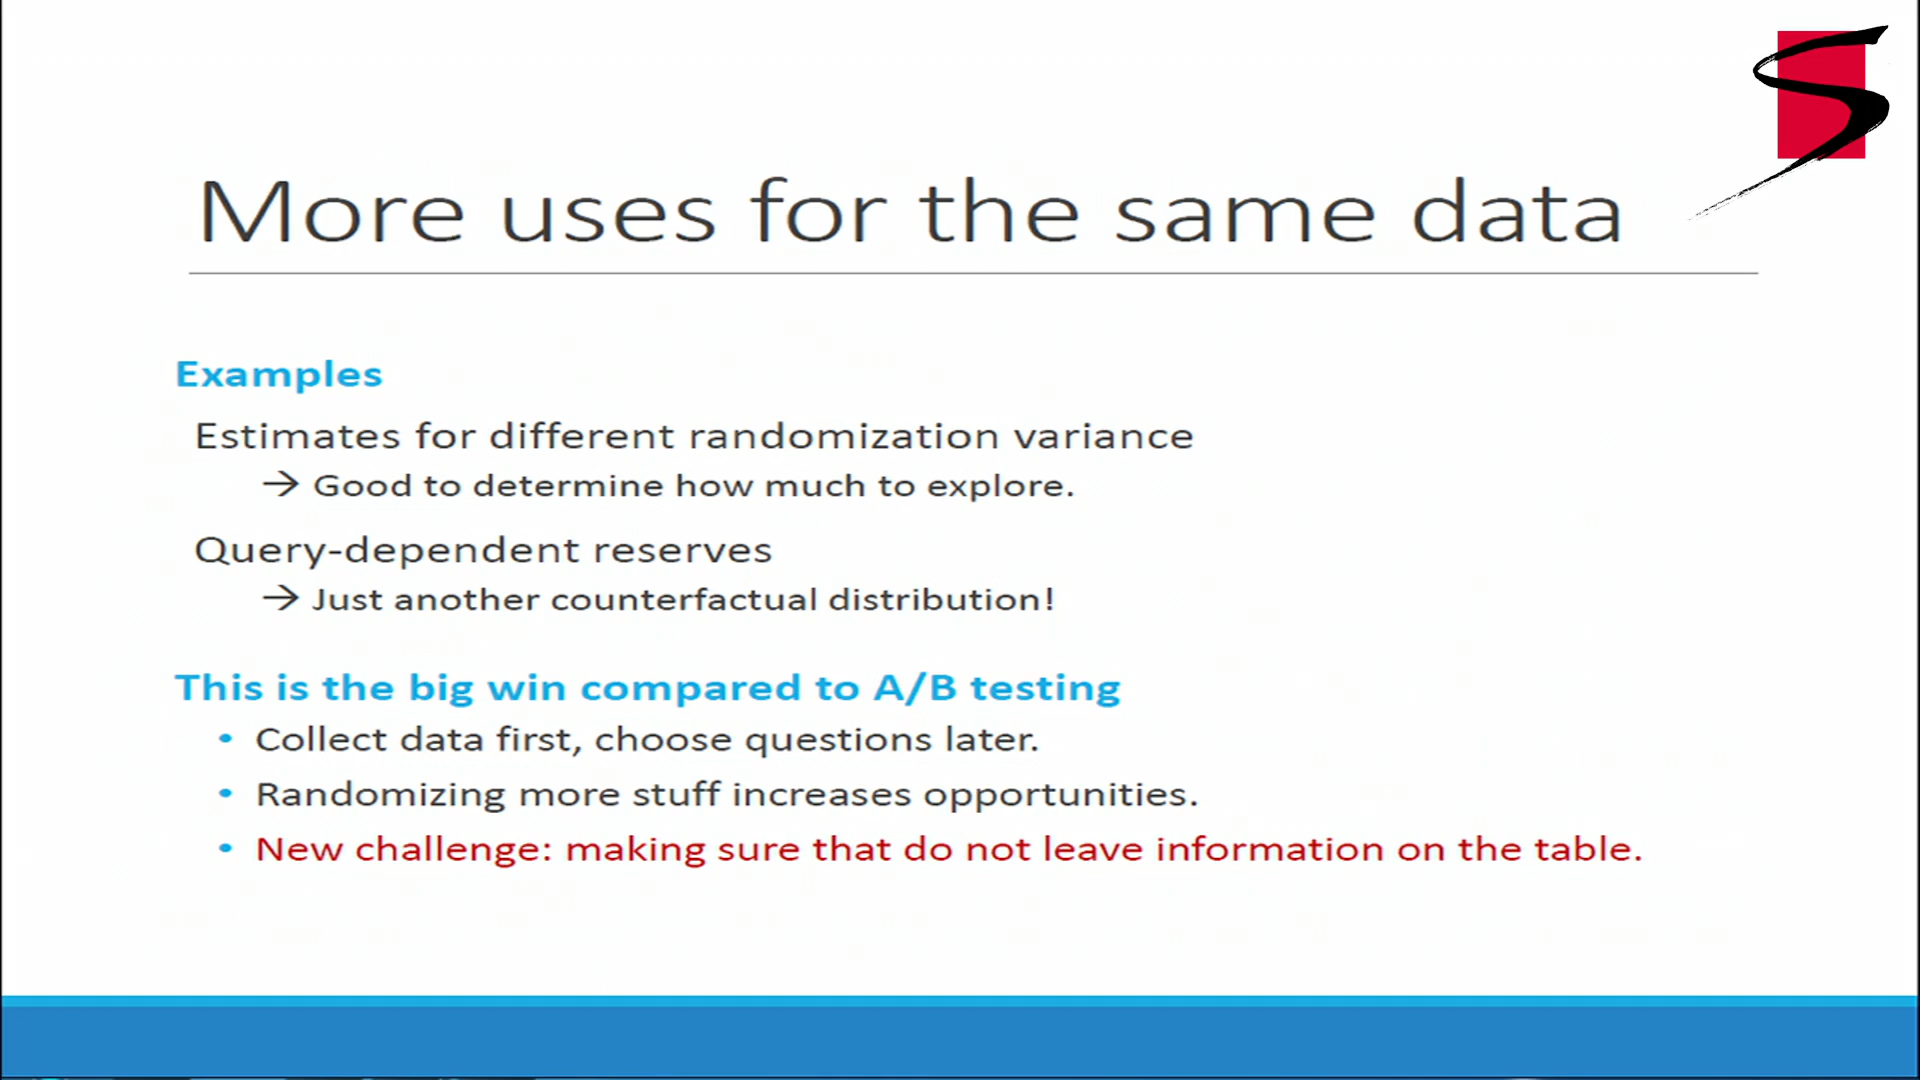 More uses for the same data
Examples
Estimates for different randomization variance
→ Good to determine how much to explore.
Query-dependent reserves
→ Just another counterfactual distribution!
This is the big win compared to A/B testing
• Collect data first, choose questions later.
• Randomizing more stuff increases opportunities.
• New challenge: making sure that do not leave information on the table.